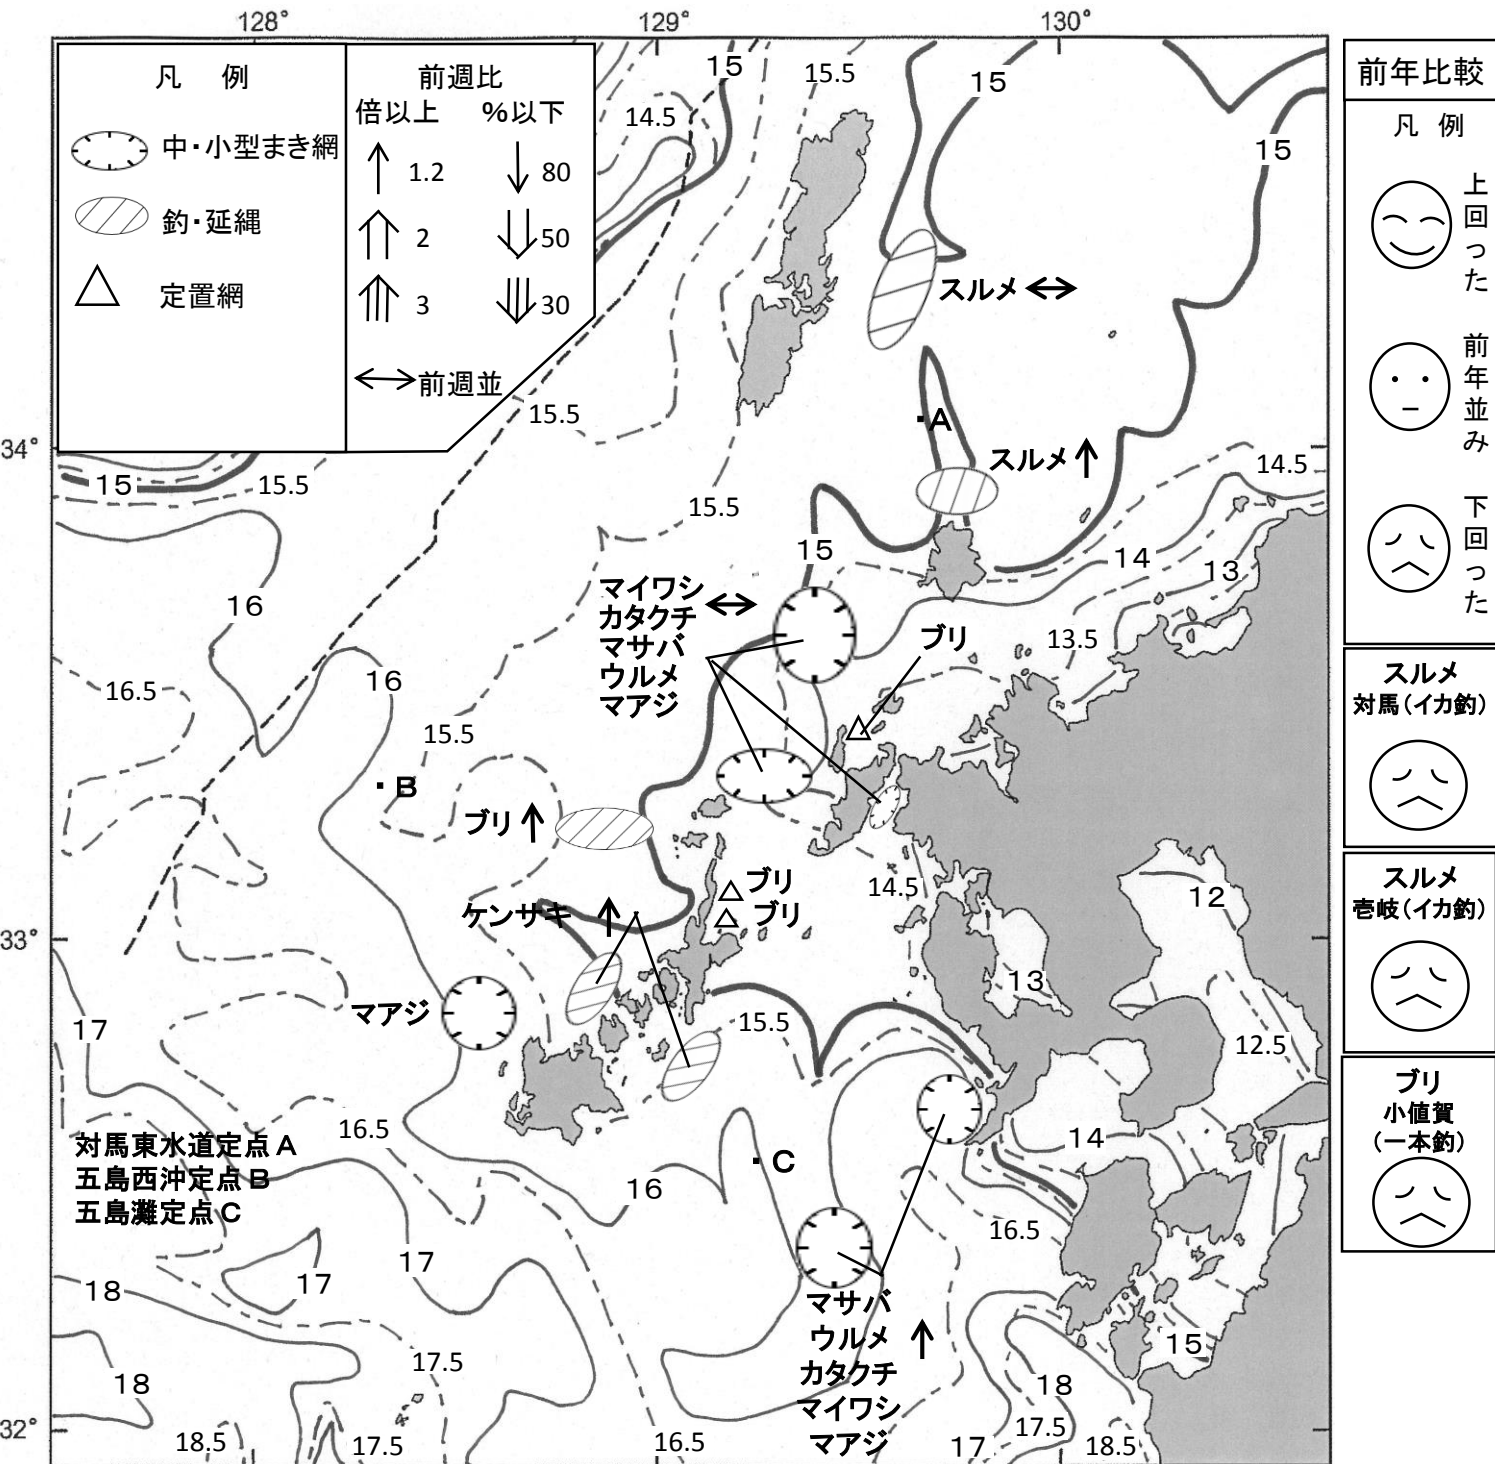 128°
129°
130°
凡 例
中・小型まき網
釣・延縄
定置網
前週比
倍以上 %以下
1.2 80
2 50
3 30
前週並
前年比較
凡 例
上回った
前年並み
下回った
スルメ
対馬(イカ釣)
スルメ
壱岐(イカ釣)
ブリ
小値賀
(一本釣)
15
15.5
15
14.5
15
スルメ
15.5
A
34°
スルメ
14.5
15
15.5
15.5
15
14
13
16
マイワシ
カタクチ
マサバ
ウルメ
マアジ
ブリ
13.5
16.5
16
15.5
B
ブリ
14.5
12
ブリ
ブリ
ケンサキ
33°
13
マアジ
17
15.5
12.5
16.5
14
対馬東水道定点A
五島西沖定点B
五島灘定点C
C
16
16.5
17
17
18
マサバ
ウルメ
カタクチ
マイワシ
マアジ
15
17.5
18
18
32°
18.5
17.5
16.5
17
17.5
18.5